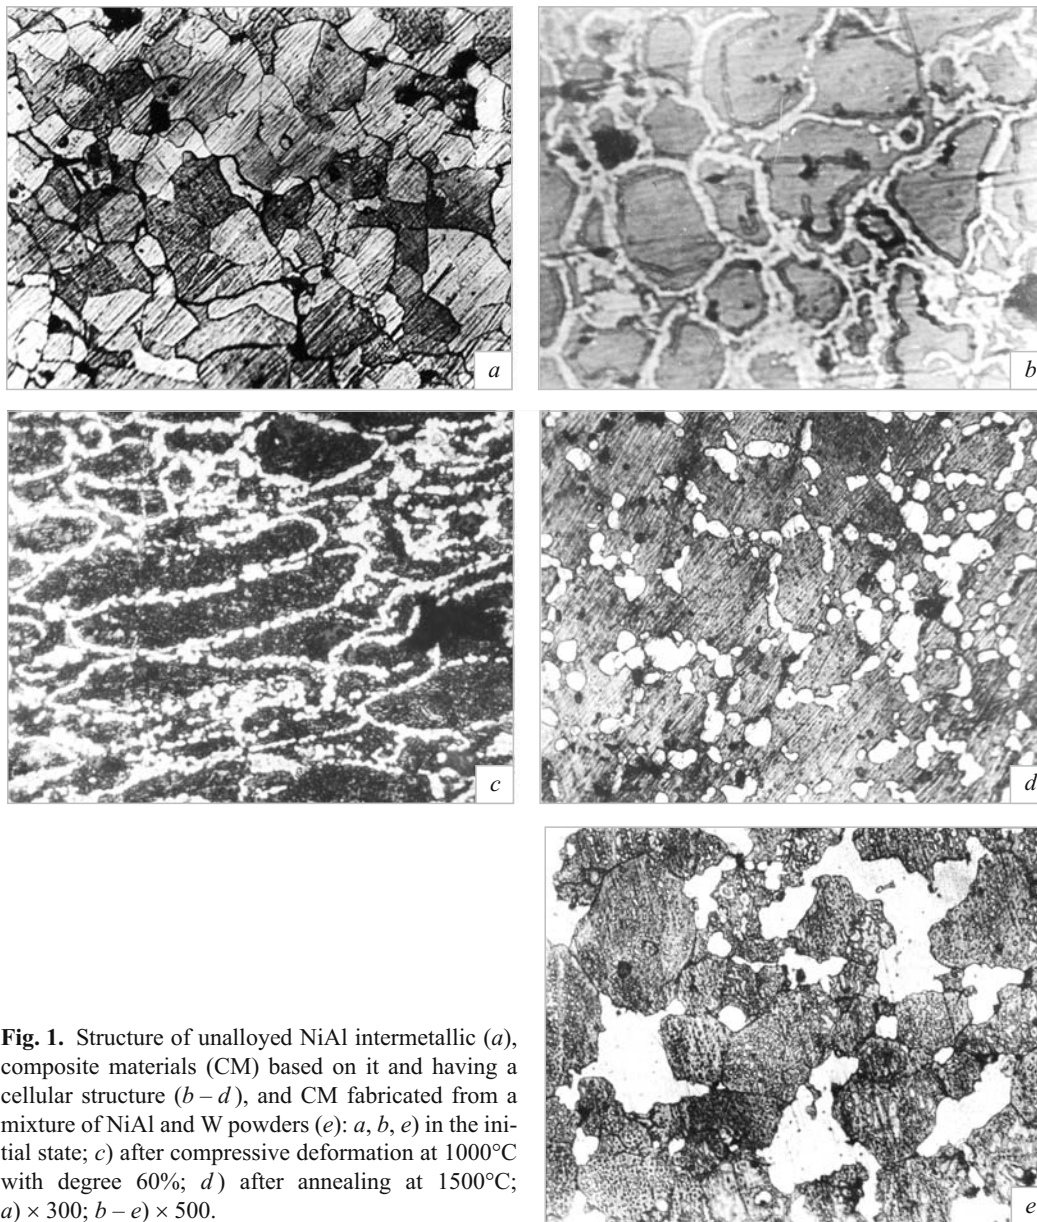 a
b
c
d
e
Fig. 1. Structure of unalloyed NiAl intermetallic (a),
composite materials (CM) based on it and having a
cellular structure (b – d ), and CM fabricated from a
mixture of NiAl and W powders (e): a, b, e) in the ini-
tial state; c) after compressive deformation at 1000°C
with degree 60%; d ) after annealing at 1500°C;
a) × 300; b – e) × 500.